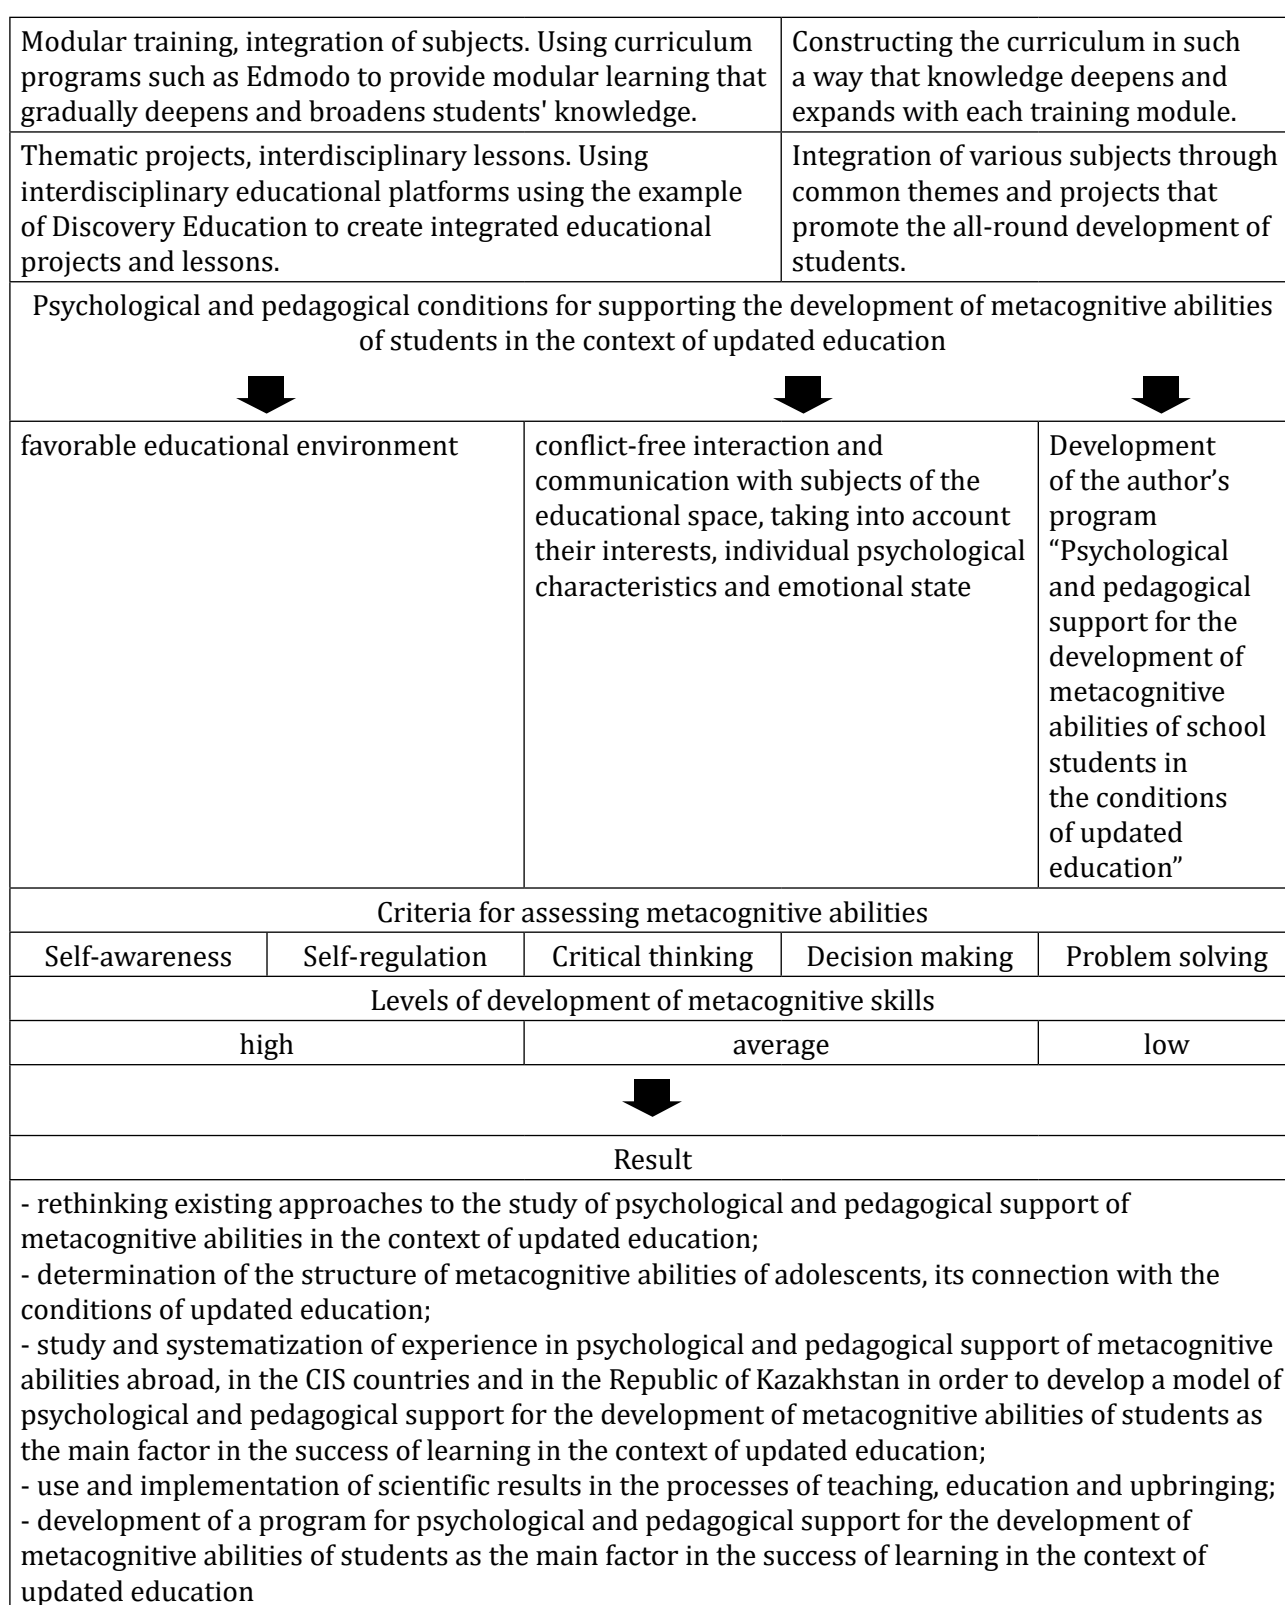 Modular training, integration of subjects. Using curriculum
programs such as Edmodo to provide modular learning that
gradually deepens and broadens students' knowledge.
Constructing the curriculum in such
a way that knowledge deepens and
expands with each training module.
Thematic projects, interdisciplinary lessons. Using
interdisciplinary educational platforms using the example
of Discovery Education to create integrated educational
projects and lessons.
Integration of various subjects through
common themes and projects that
promote the all-round development of
students.
Psychological and pedagogical conditions for supporting the development of metacognitive abilities
of students in the context of updated education
favorable educational environment
conflict-free interaction and
communication with subjects of the
educational space, taking into account
their interests, individual psychological
characteristics and emotional state
Development
of the author’s
program
“Psychological
and pedagogical
support for the
development of
metacognitive
abilities of school
students in
the conditions
of updated
education”
Criteria for assessing metacognitive abilities
Self-awareness
Self-regulation
Critical thinking
Decision making
Problem solving
Levels of development of metacognitive skills
high
average
low
Result
- rethinking existing approaches to the study of psychological and pedagogical support of
metacognitive abilities in the context of updated education;
- determination of the structure of metacognitive abilities of adolescents, its connection with the
conditions of updated education;
- study and systematization of experience in psychological and pedagogical support of metacognitive
abilities abroad, in the CIS countries and in the Republic of Kazakhstan in order to develop a model of
psychological and pedagogical support for the development of metacognitive abilities of students as
the main factor in the success of learning in the context of updated education;
- use and implementation of scientific results in the processes of teaching, education and upbringing;
- development of a program for psychological and pedagogical support for the development of
metacognitive abilities of students as the main factor in the success of learning in the context of
updated education